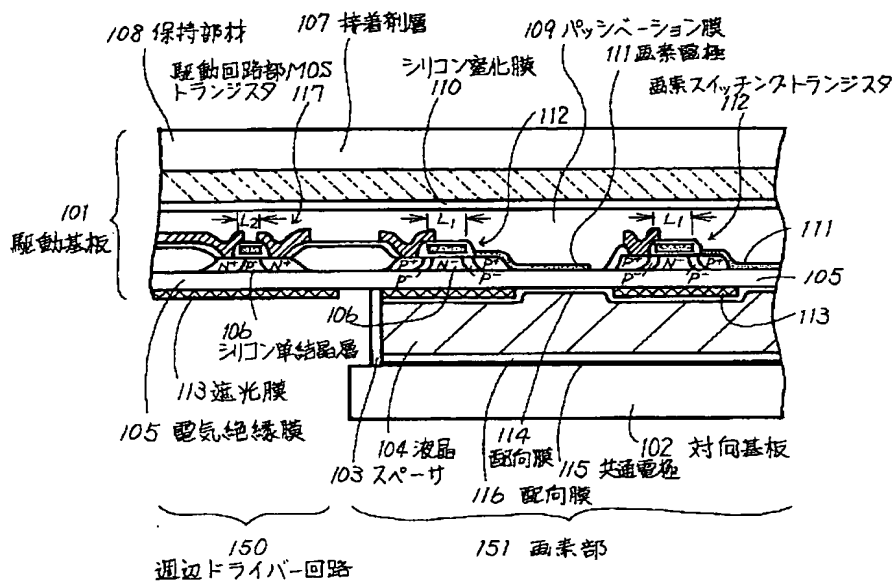 108 保持部材
107 接着剤層
109 パッシベーション膜
111 画素電極
駆動回路部MOS
トランジスタ
117
シリコン窒化膜
110
画素スイッチングトランジスタ
112
112
101
駆動基板
L2
L1
L1
111
N+ P- N+
P+ N- P+
P- P-
P+ N- P+
P- P-
105
106
シリコン単結晶層
106
113
113 遮光膜
105 電気絶縁膜
104 液晶
103 スペーサ
114
配向膜
115 共通電極
116 配向膜
102 対向基板
150
週辺ドライバー回路
151 画素部